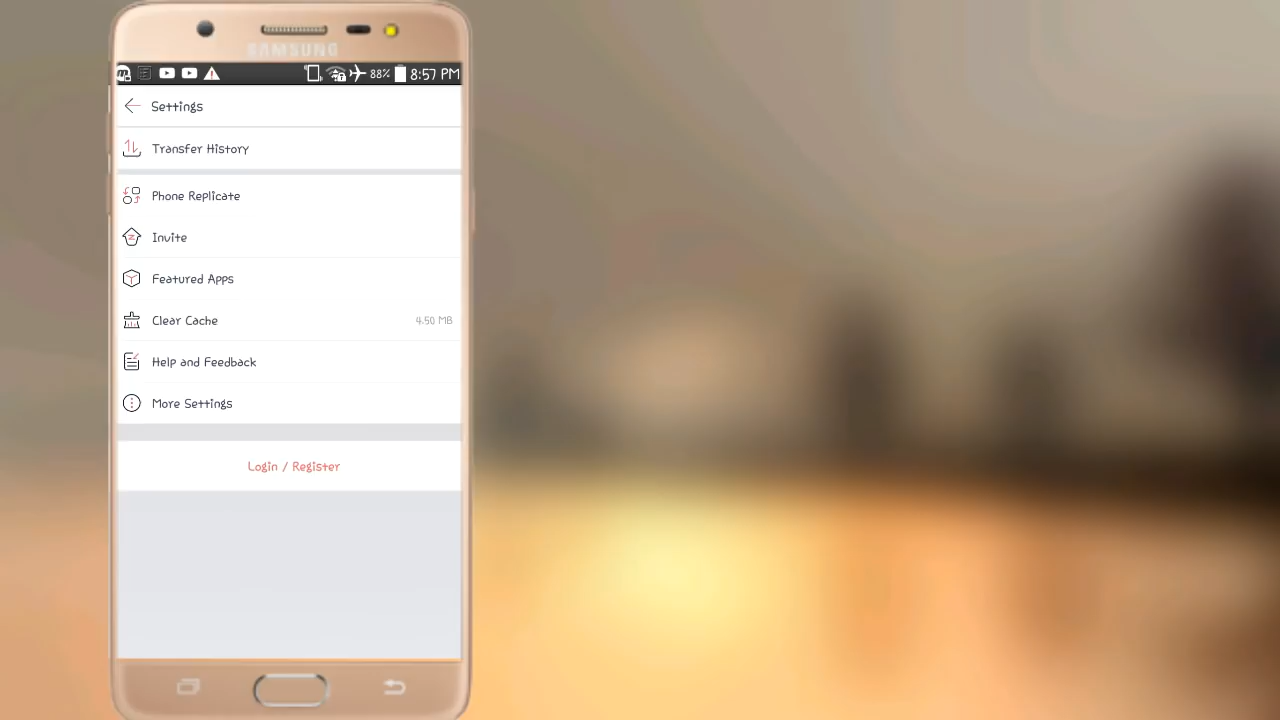 SAMSUNG
88% 8:57 PM
Settings
Transfer History
Phone Replicate
Invite
Featured Apps
Clear Cache 4.50 MB
Help and Feedback
More Settings
Login / Register